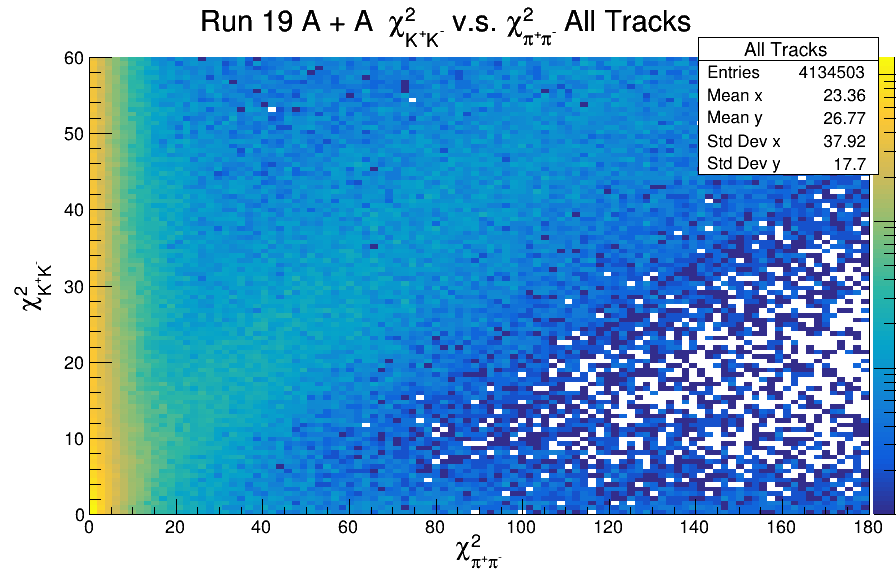 Run 19 A + A χ²K⁺K⁻ v.s. χ²π⁺π⁻ All Tracks
All Tracks
Entries 4134503
Mean x 23.36
Mean y 26.77
Std Dev x 37.92
Std Dev y 17.7
60
50
40
30
20
10
0
χ²K⁺K⁻
0 20 40 60 80 100 120 140 160 180
χ²π⁺π⁻